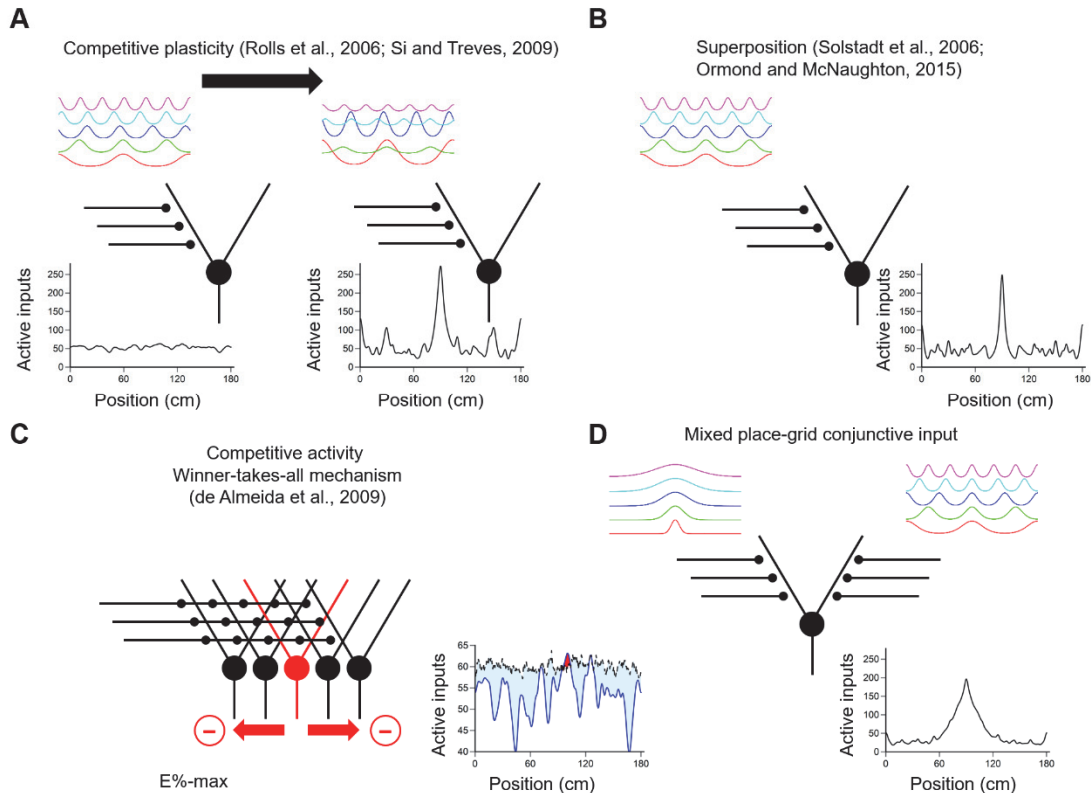 A
Competitive plasticity (Rolls et al., 2006; Si and Treves, 2009)
Active inputs
250
200
150
100
50
0
0
60
120
180
Position (cm)
Active inputs
250
200
150
100
50
0
0
60
120
180
Position (cm)
B
Superposition (Solstadt et al., 2006;
Ormond and McNaughton, 2015)
Active inputs
250
200
150
100
50
0
0
60
120
180
Position (cm)
C
Competitive activity
Winner-takes-all mechanism
(de Almeida et al., 2009)
−
−
E%-max
Active inputs
65
60
55
50
45
40
0
60
120
180
Position (cm)
D
Mixed place-grid conjunctive input
Active inputs
250
200
150
100
50
0
0
60
120
180
Position (cm)